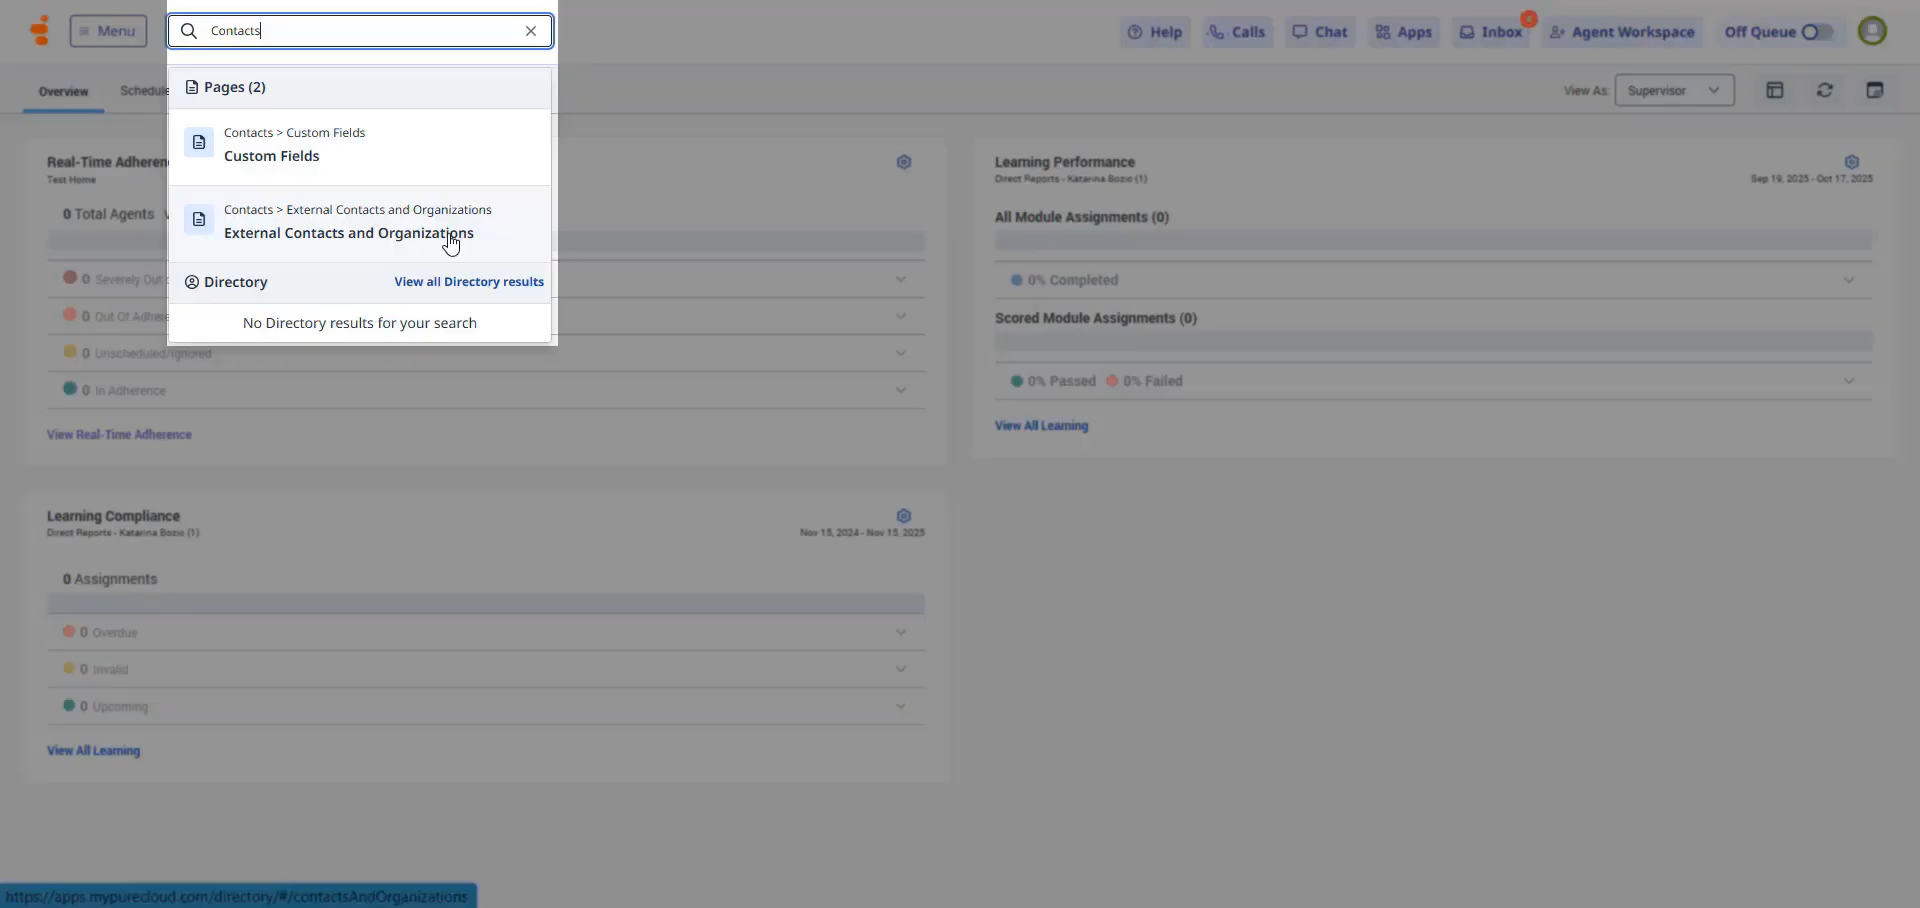 Menu
Contacts
Help
Calls
Chat
Apps
Inbox
Agent Workspace
Off Queue
Overview
Schedule
View As:
Supervisor
Pages (2)
Contacts > Custom Fields
Custom Fields
Contacts > External Contacts and Organizations
External Contacts and Organizations
Directory
View all Directory results
No Directory results for your search
Real-Time Adheren
Test Home
0 Total Agents
0 Severely Out
0 Out Of Adhere
0 Unscheduled/Ignored
0 In Adherence
View Real-Time Adherence
Learning Performance
Direct Reports - Katarina Bozio (1)
Sep 19, 2025 - Oct 17, 2025
All Module Assignments (0)
0% Completed
Scored Module Assignments (0)
0% Passed
0% Failed
View All Learning
Learning Compliance
Direct Reports - Katarina Bozio (1)
Nov 15, 2024 - Nov 15, 2025
0 Assignments
0 Overdue
0 Invalid
0 Upcoming
View All Learning
https://apps.mypurecloud.com/directory/#/contactsAndOrganizations